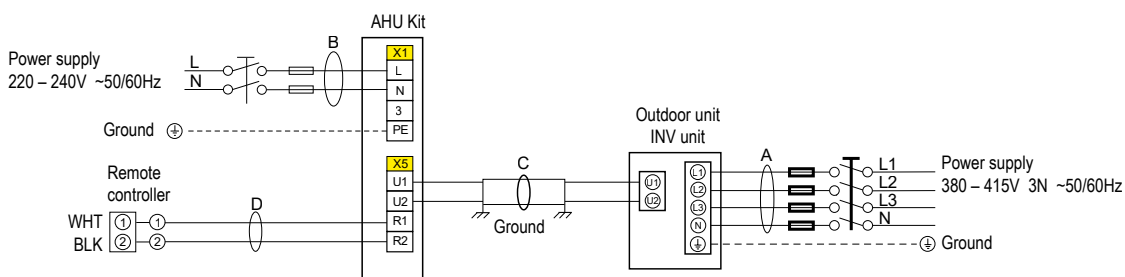 AHU Kit
Power supply
220 – 240V ~50/60Hz
L
N
B
X1
L
N
3
PE
Ground
Remote
controller
WHT 1 1
BLK 2 2
D
X5
U1
U2
R1
R2
C
Ground
Outdoor unit
INV unit
U1
U2
L1
L2
L3
N
A
L1
L2
L3
N
Power supply
380 – 415V 3N ~50/60Hz
Ground